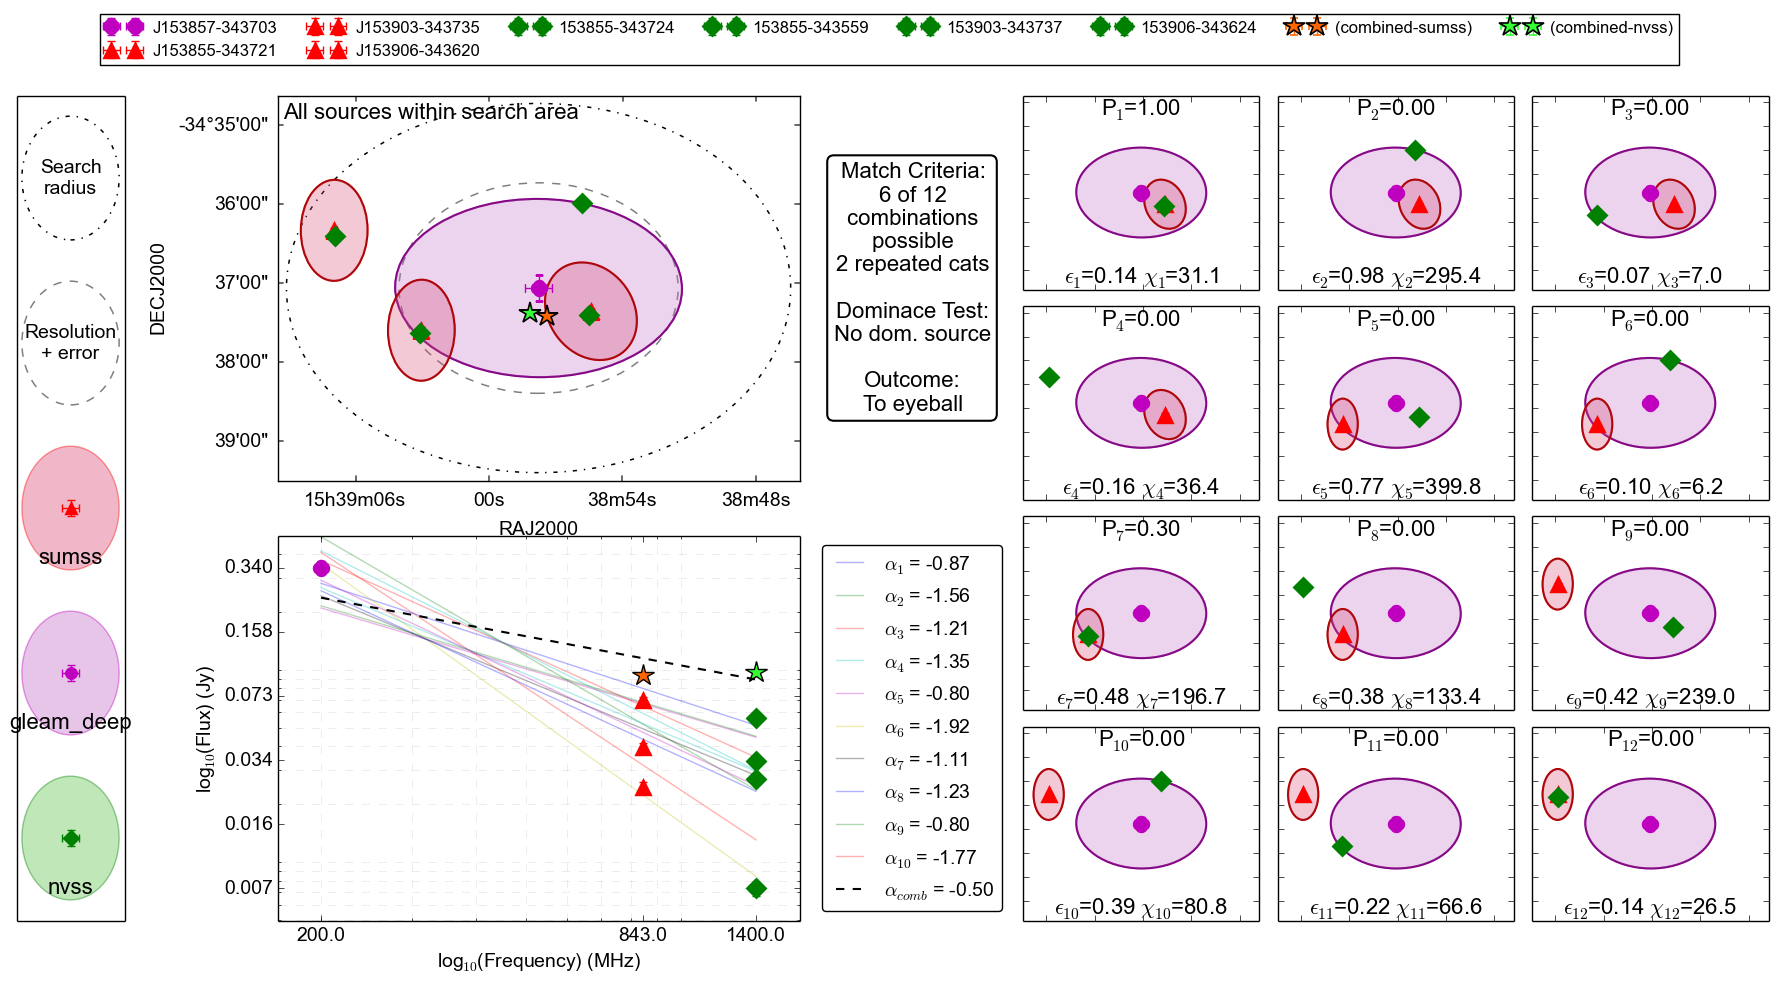 J153857-343703
J153903-343735
153855-343724
153855-343559
153903-343737
153906-343624
(combined-sumss)
(combined-nvss)
J153855-343721
J153906-343620
Search
radius
Resolution
+ error
sumss
gleam_deep
nvss
All sources within search area
DECJ2000
-34°35'00"
36'00"
37'00"
38'00"
39'00"
15h39m06s
00s
38m54s
38m48s
RAJ2000
Match Criteria:
6 of 12
combinations
possible
2 repeated cats
Dominace Test:
No dom. source
Outcome:
To eyeball
log10(Flux) (Jy)
0.340
0.158
0.073
0.034
0.016
0.007
200.0
843.0
1400.0
log10(Frequency) (MHz)
α1 = -0.87
α2 = -1.56
α3 = -1.21
α4 = -1.35
α5 = -0.80
α6 = -1.92
α7 = -1.11
α8 = -1.23
α9 = -0.80
α10 = -1.77
αcomb = -0.50
P1=1.00
ϵ1=0.14 χ1=31.1
P2=0.00
ϵ2=0.98 χ2=295.4
P3=0.00
ϵ3=0.07 χ3=7.0
P4=0.00
ϵ4=0.16 χ4=36.4
P5=0.00
ϵ5=0.77 χ5=399.8
P6=0.00
ϵ6=0.10 χ6=6.2
P7=0.30
ϵ7=0.48 χ7=196.7
P8=0.00
ϵ8=0.38 χ8=133.4
P9=0.00
ϵ9=0.42 χ9=239.0
P10=0.00
ϵ10=0.39 χ10=80.8
P11=0.00
ϵ11=0.22 χ11=66.6
P12=0.00
ϵ12=0.14 χ12=26.5